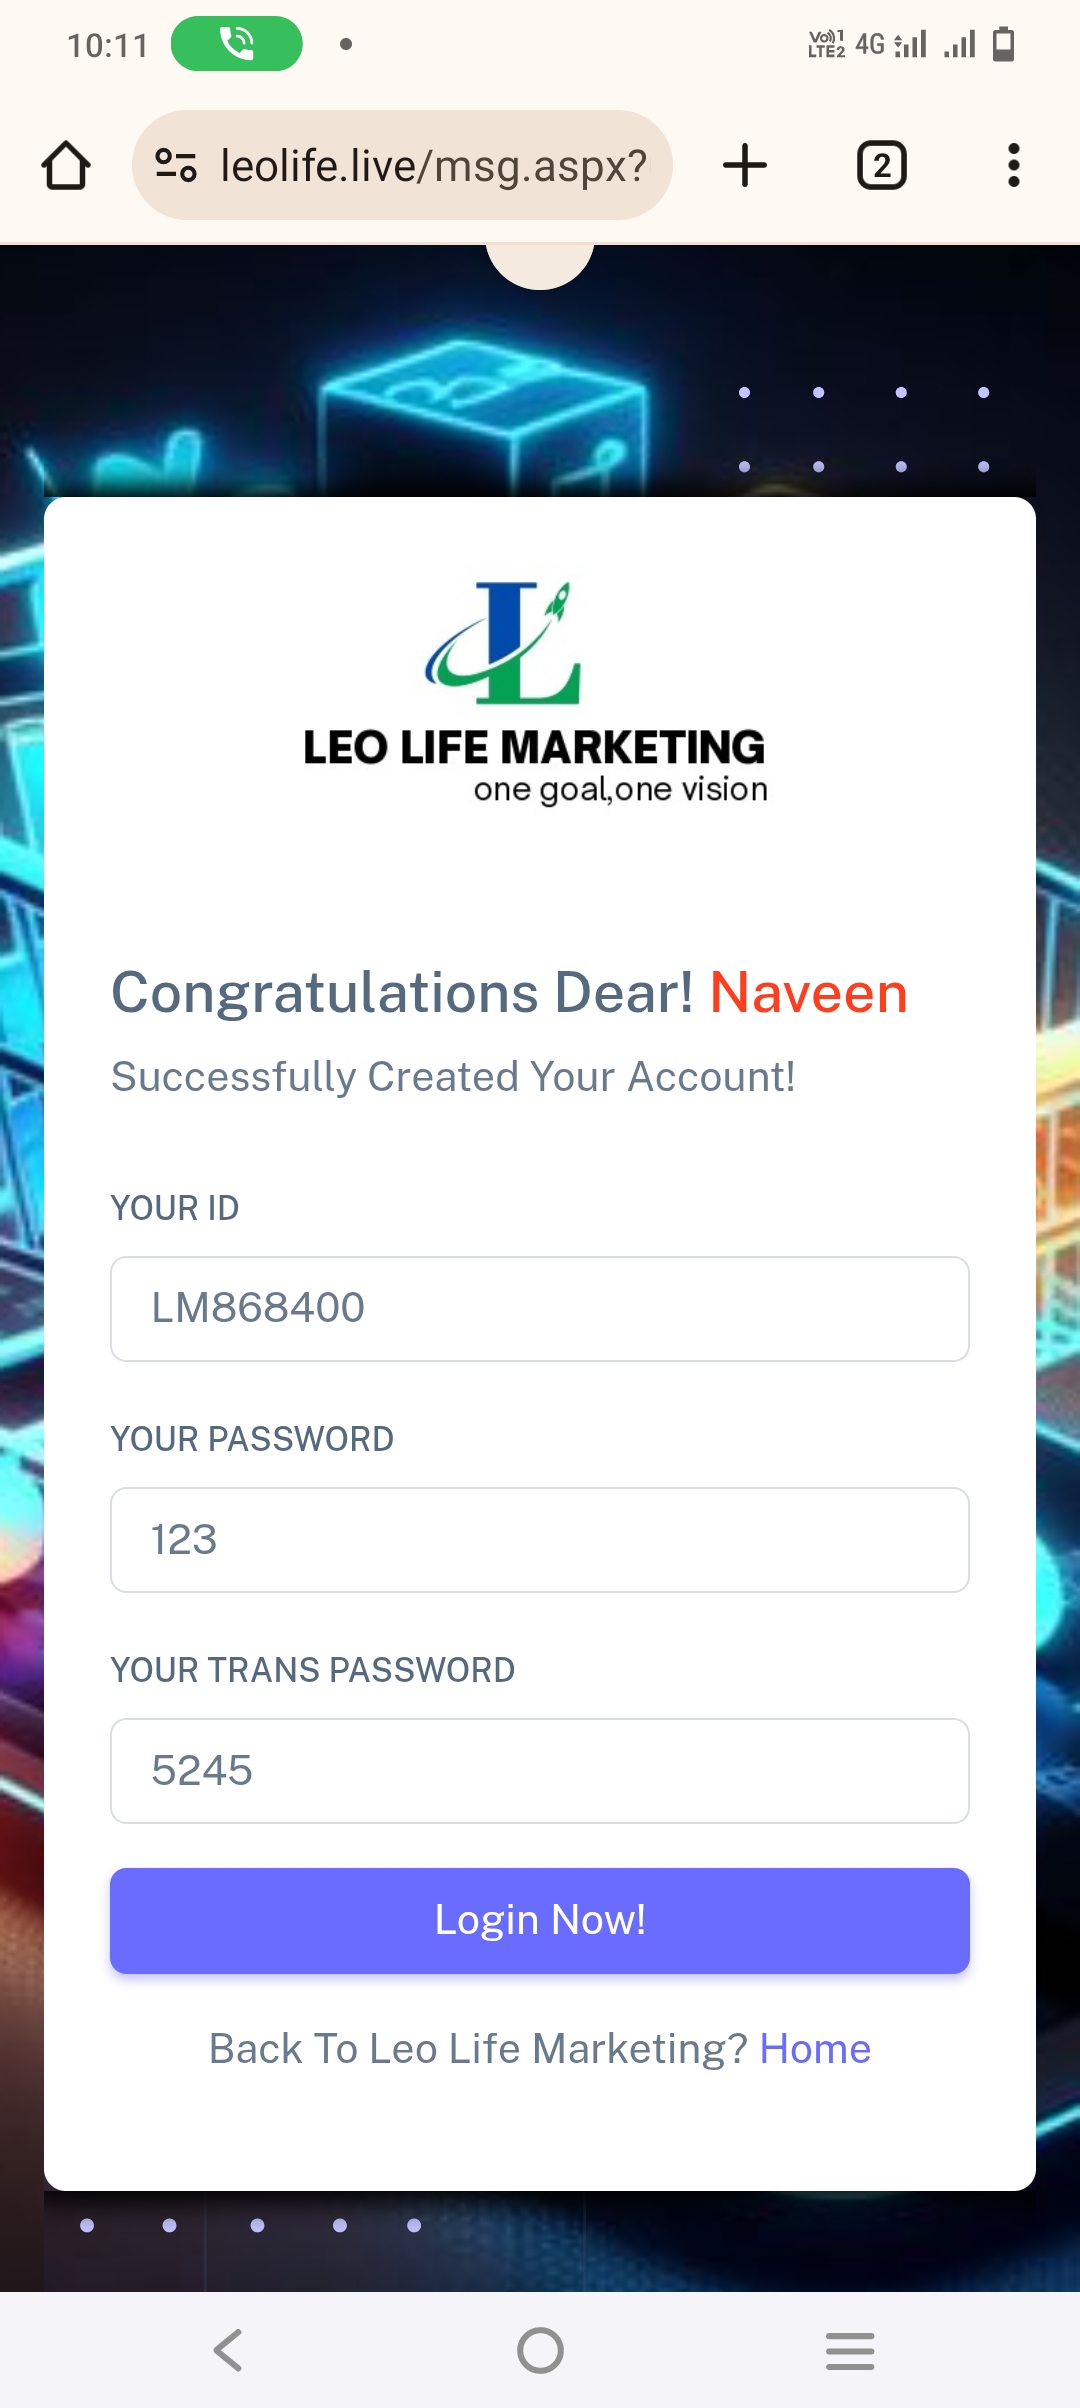 10:11
Vo)) 1
LTE2 4G
leolife.live/msg.aspx?
2
LEO LIFE MARKETING
one goal,one vision
Congratulations Dear! Naveen
Successfully Created Your Account!
YOUR ID
LM868400
YOUR PASSWORD
123
YOUR TRANS PASSWORD
5245
Login Now!
Back To Leo Life Marketing? Home